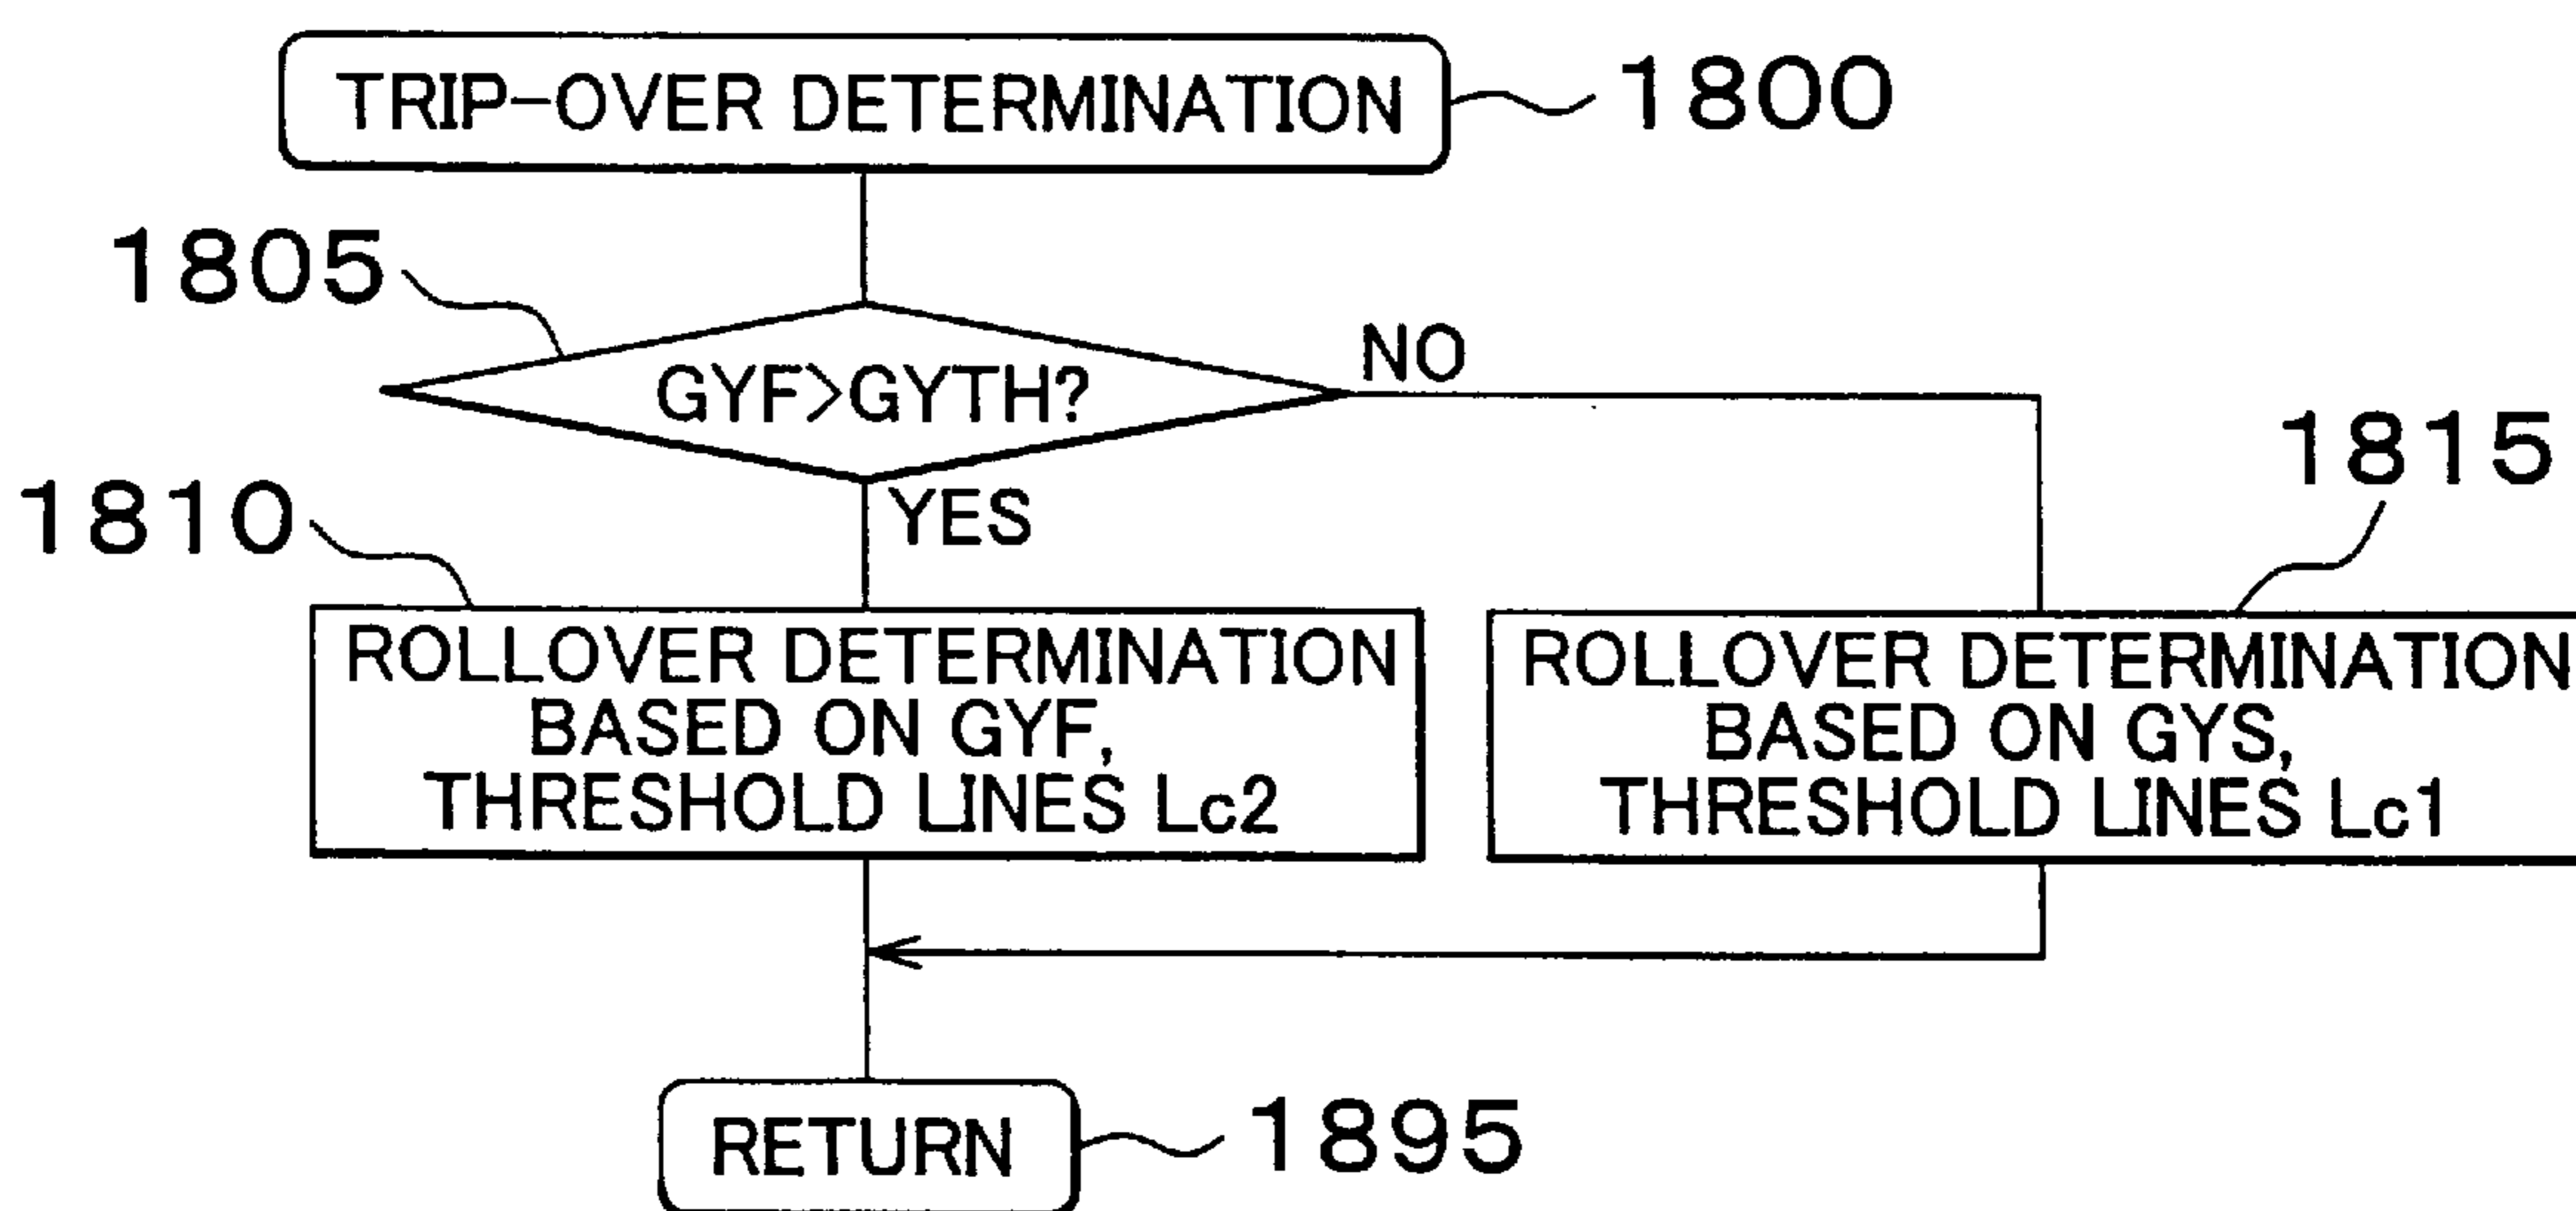 TRIP-OVER DETERMINATION
1800
1805
GYF>GYTH?
NO
YES
1810
ROLLOVER DETERMINATION
BASED ON GYF,
THRESHOLD LINES Lc2
1815
ROLLOVER DETERMINATION
BASED ON GYS,
THRESHOLD LINES Lc1
RETURN
1895